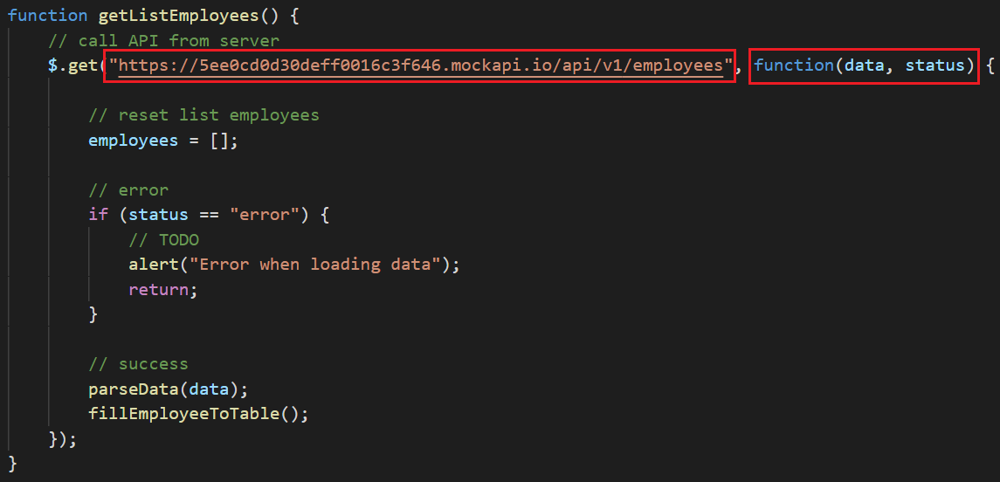 function getListEmployees() {
// call API from server
$.get("https://5ee0cd0d30deff0016c3f646.mockapi.io/api/v1/employees", function(data, status) {
// reset list employees
employees = [];
// error
if (status == "error") {
// TODO
alert("Error when loading data");
return;
}
// success
parseData(data);
fillEmployeeToTable();
});
}